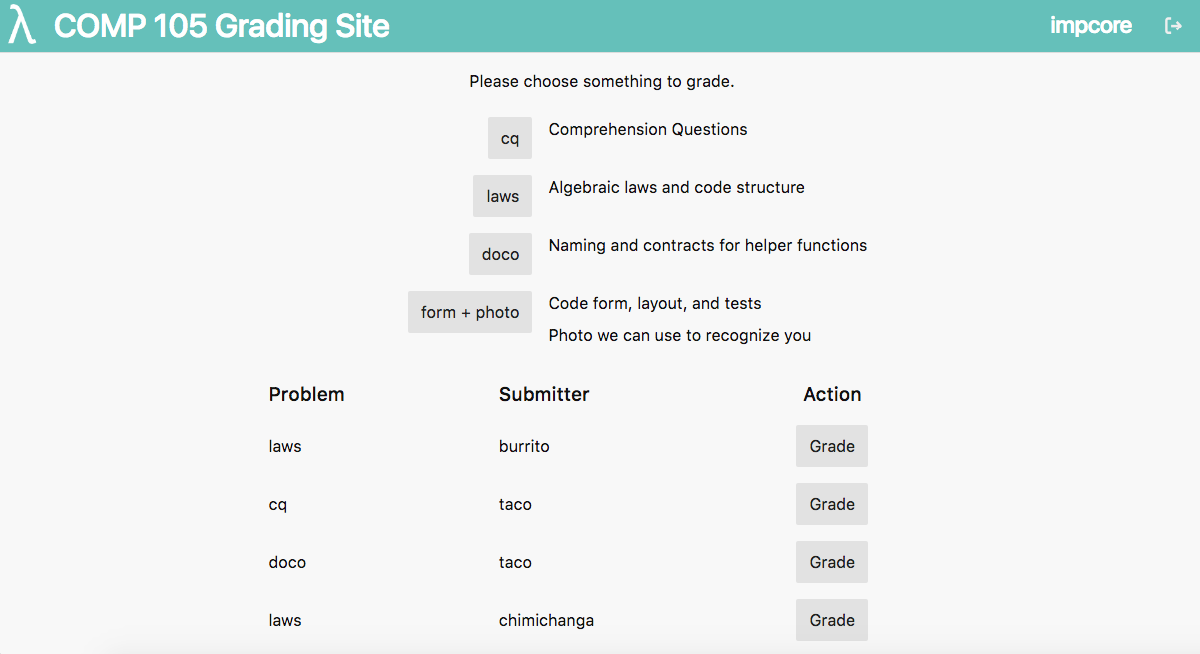 λ COMP 105 Grading Site impcore
Please choose something to grade.
cq Comprehension Questions
laws Algebraic laws and code structure
doco Naming and contracts for helper functions
form + photo Code form, layout, and tests
Photo we can use to recognize you
Problem Submitter Action
laws burrito Grade
cq taco Grade
doco taco Grade
laws chimichanga Grade